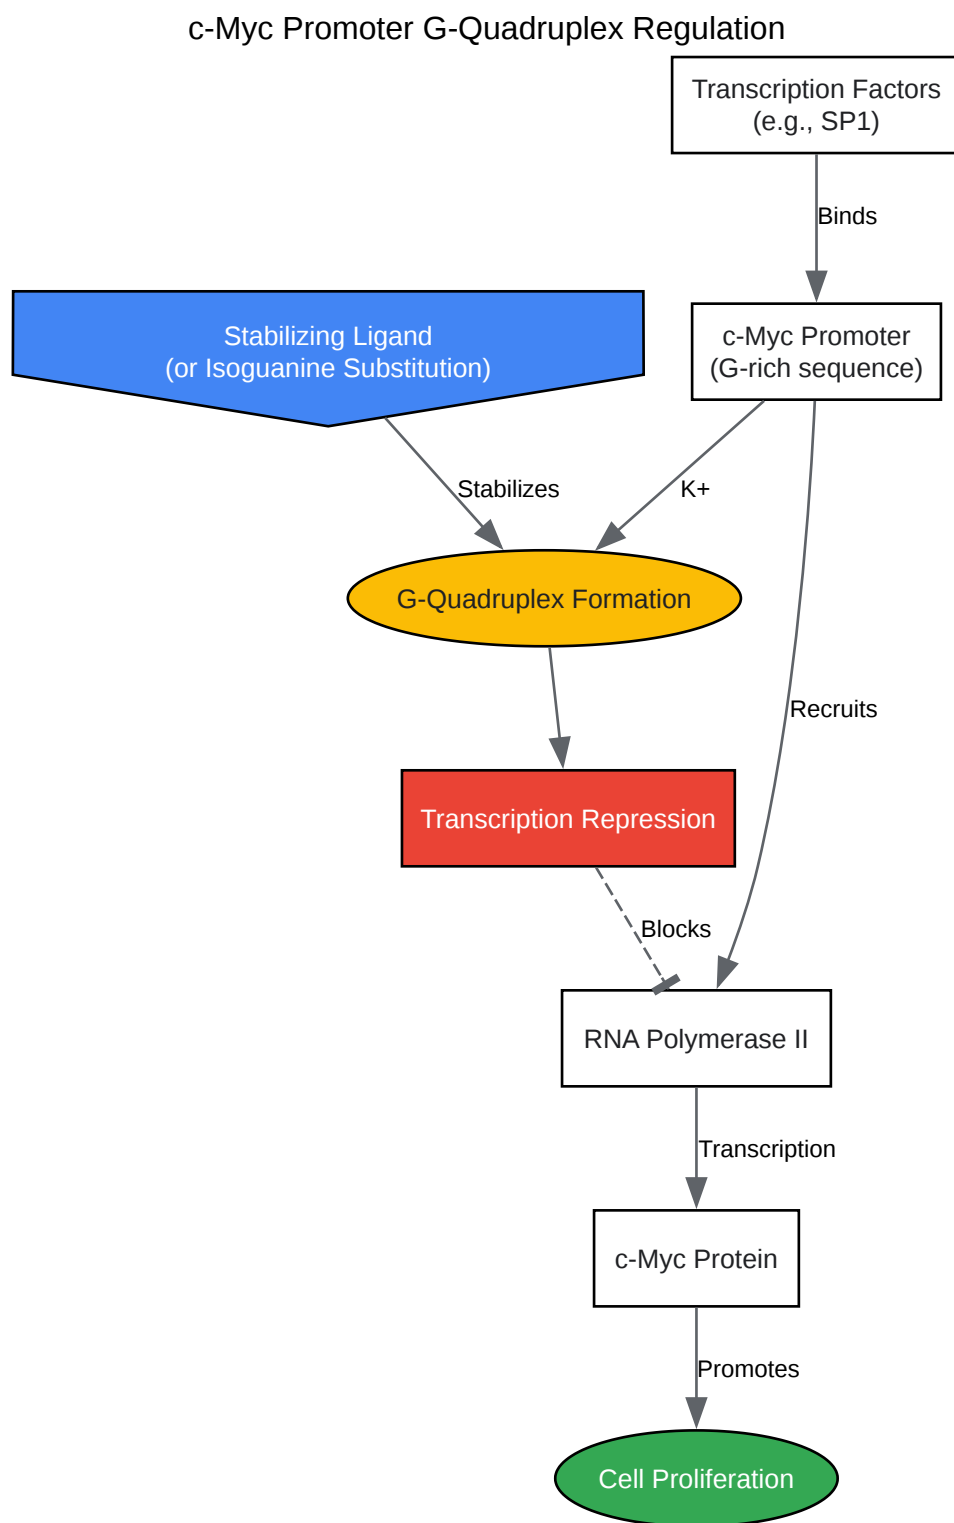 c-Myc Promoter G-Quadruplex Regulation
Transcription Factors
(e.g., SP1)
Binds
Stabilizing Ligand
(or Isoguanine Substitution)
c-Myc Promoter
(G-rich sequence)
Stabilizes
K+
G-Quadruplex Formation
Recruits
Transcription Repression
Blocks
RNA Polymerase II
Transcription
c-Myc Protein
Promotes
Cell Proliferation